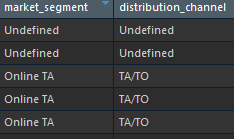 market_segment distribution_channel
Undefined Undefined
Undefined Undefined
Online TA TA/TO
Online TA TA/TO
Online TA TA/TO